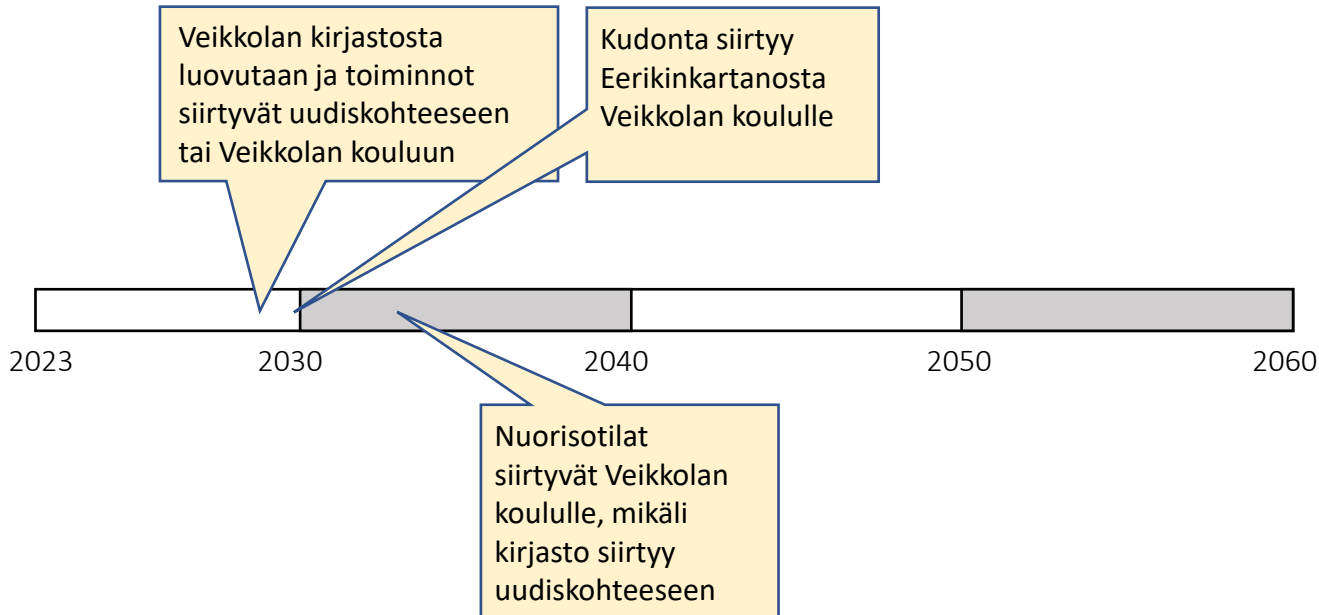 Veikkolan kirjastosta
luovutaan ja toiminnot
siirtyvät uudiskohteeseen
tai Veikkolan kouluun
Kudonta siirtyy
Eerikinkartanosta
Veikkolan koululle
2023
2030
2040
2050
2060
Nuorisotilat
siirtyvät Veikkolan
koululle, mikäli
kirjasto siirtyy
uudiskohteeseen